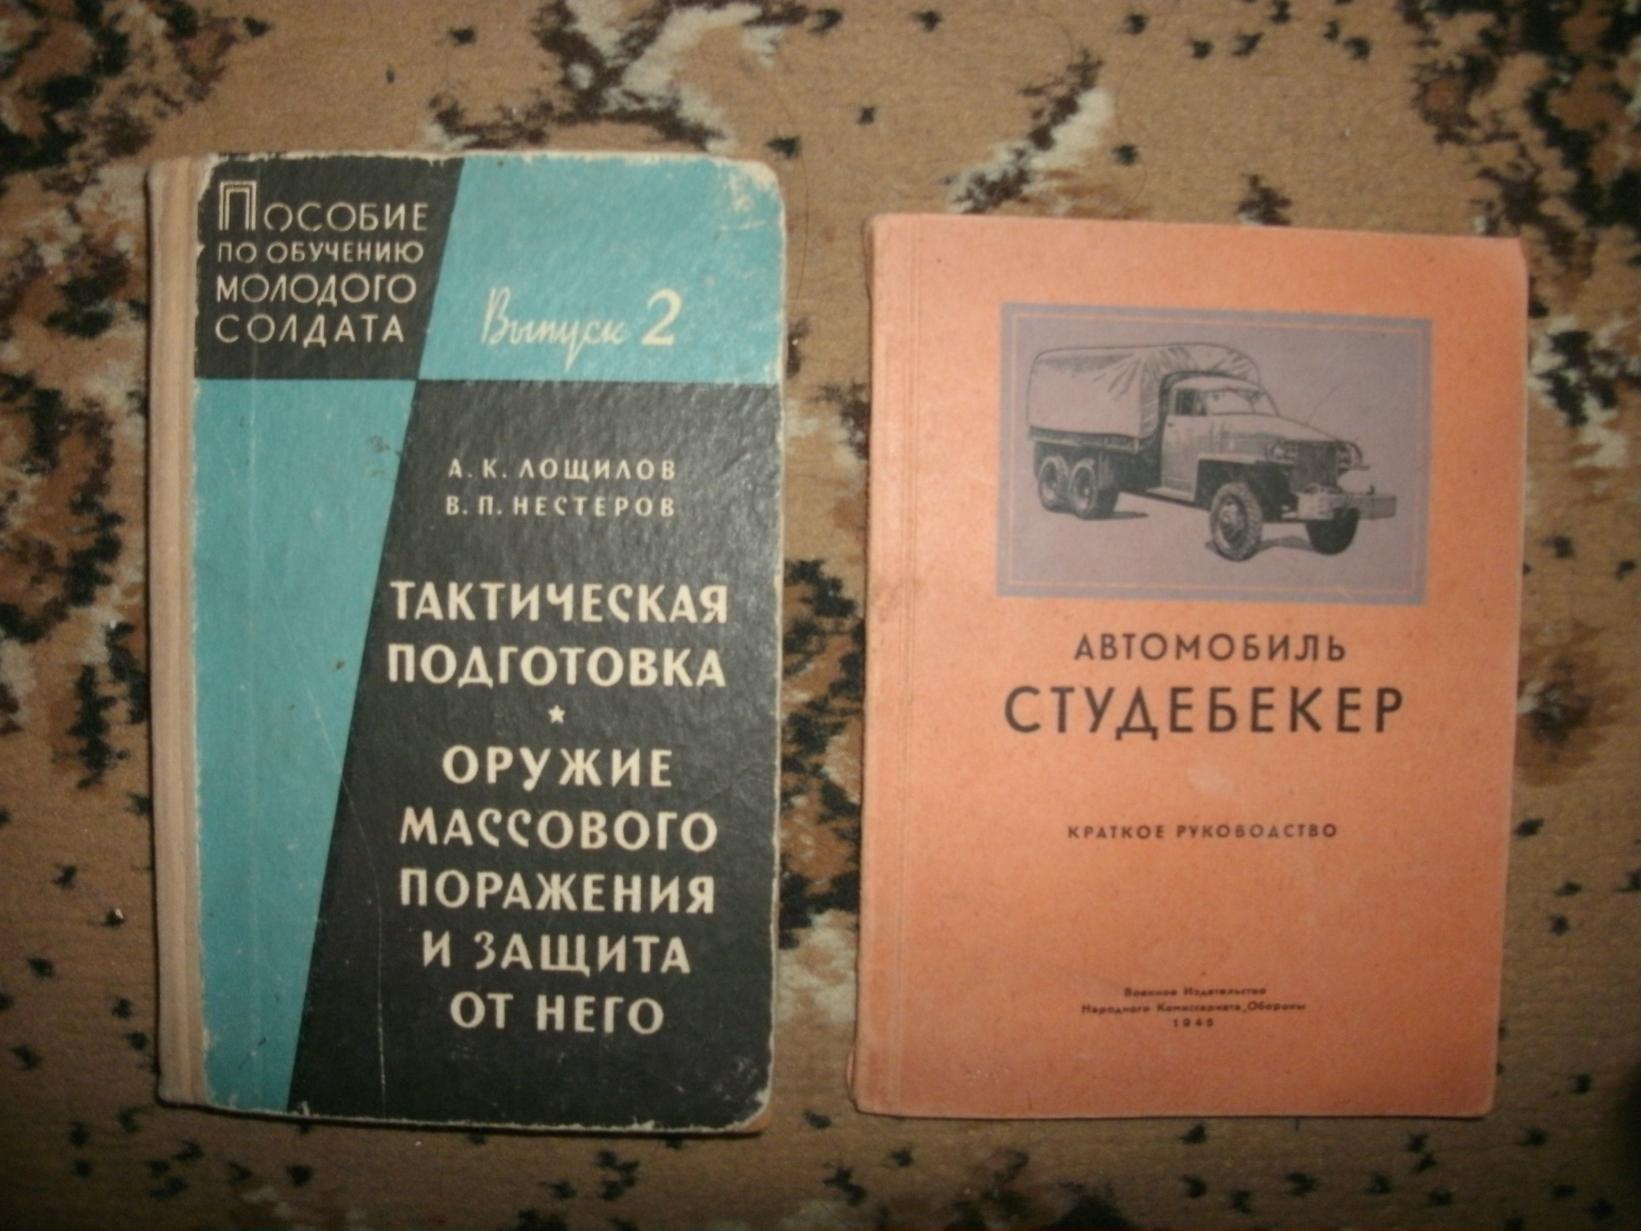 ПОСОБИЕ
ПО ОБУЧЕНИЮ
МОЛОДОГО
СОЛДАТА
Выпуск 2
А. К. ЛОЩИЛОВ
В. П. НЕСТЕРОВ
ТАКТИЧЕСКАЯ
ПОДГОТОВКА
★
ОРУЖИЕ
МАССОВОГО
ПОРАЖЕНИЯ
И ЗАЩИТА
ОТ НЕГО
АВТОМОБИЛЬ
СТУДЕБЕКЕР
КРАТКОЕ РУКОВОДСТВО
Военное Издательство
Народного Комиссариата Обороны